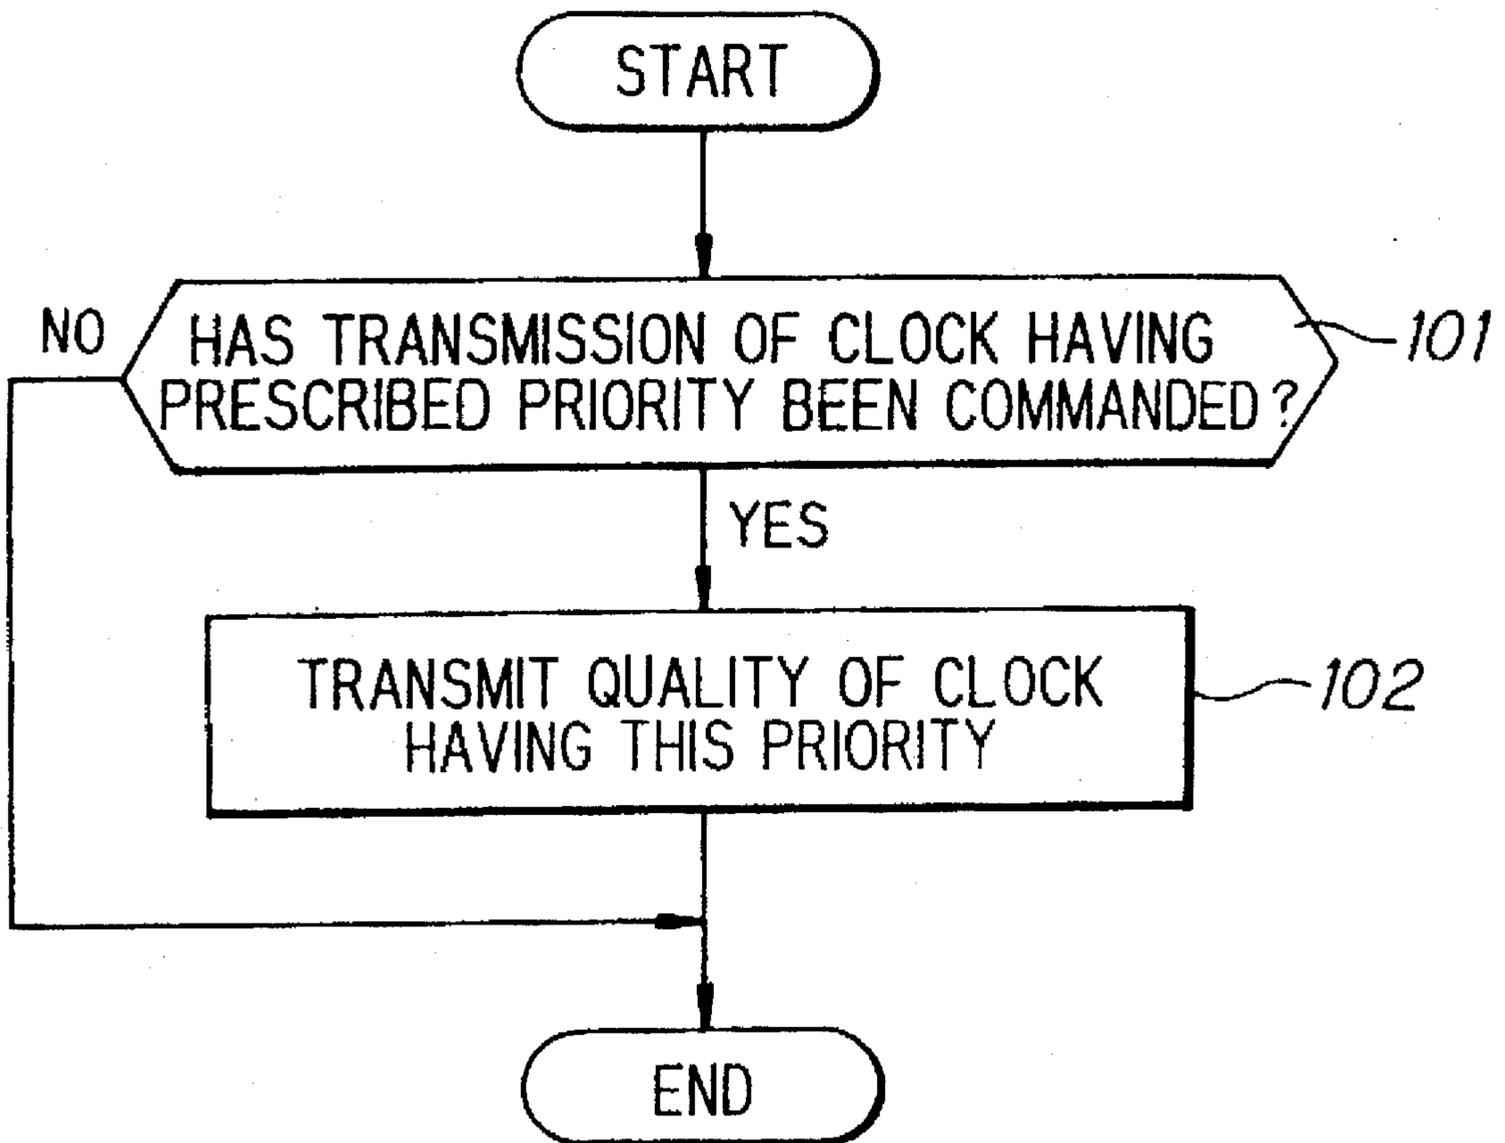 START
NO
HAS TRANSMISSION OF CLOCK HAVING
PRESCRIBED PRIORITY BEEN COMMANDED?
101
YES
TRANSMIT QUALITY OF CLOCK
HAVING THIS PRIORITY
102
END